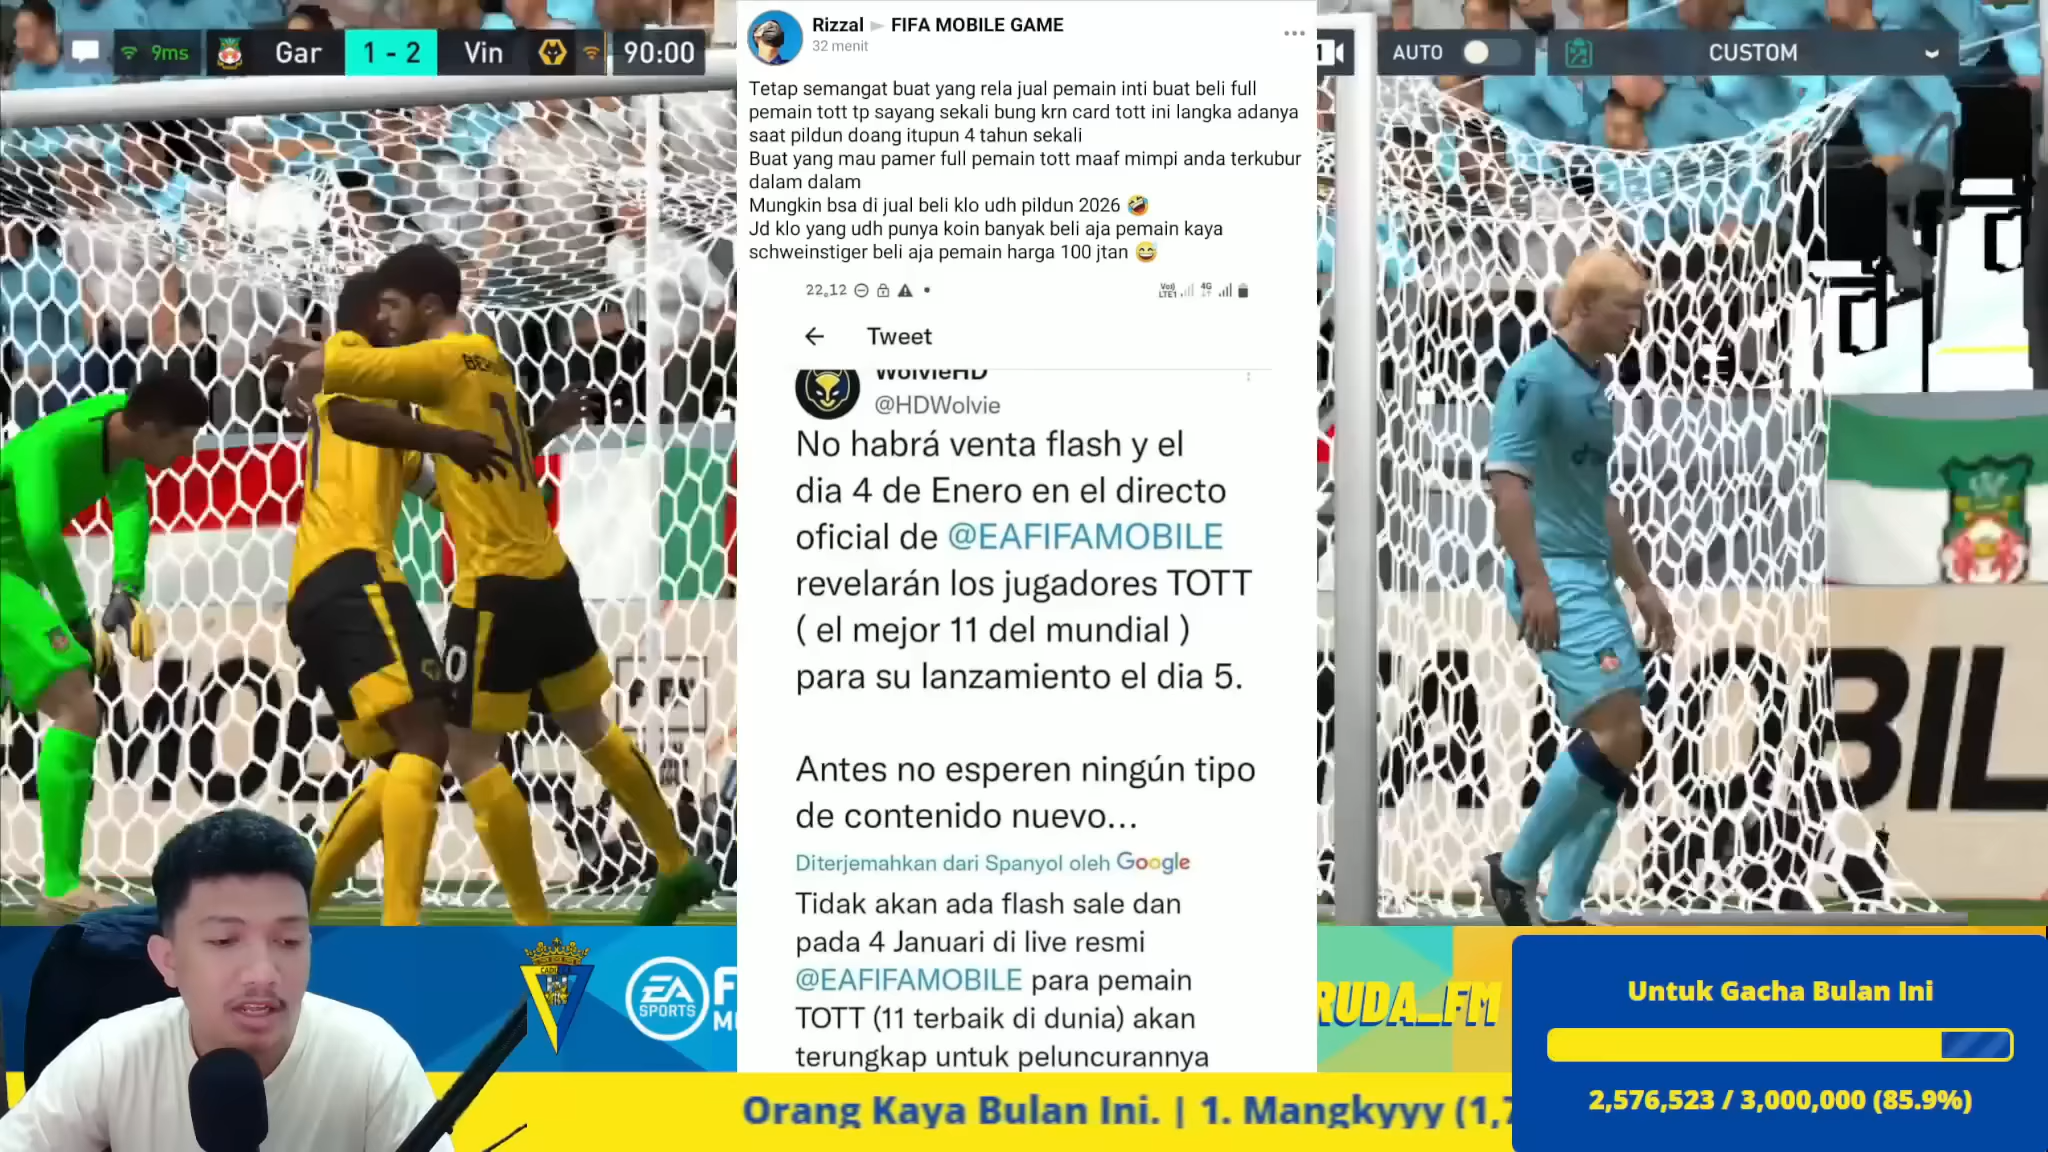 9ms
Gar
1 - 2
Vin
90:00
Rizzal ► FIFA MOBILE GAME
32 menit
Tetap semangat buat yang rela jual pemain inti buat beli full
pemain tott tp sayang sekali bung krn card tott ini langka adanya
saat pildun doang itupun 4 tahun sekali
Buat yang mau pamer full pemain tott maaf mimpi anda terkubur
dalam dalam
Mungkin bsa di jual beli klo udh pildun 2026 🤣
Jd klo yang udh punya koin banyak beli aja pemain kaya
schweinstiger beli aja pemain harga 100 jtan 😅
22.12
Tweet
WolvieHD
@HDWolvie
No habrá venta flash y el
dia 4 de Enero en el directo
oficial de @EAFIFAMOBILE
revelarán los jugadores TOTT
( el mejor 11 del mundial )
para su lanzamiento el dia 5.
Antes no esperen ningún tipo
de contenido nuevo...
Diterjemahkan dari Spanyol oleh Google
Tidak akan ada flash sale dan
pada 4 Januari di live resmi
@EAFIFAMOBILE para pemain
TOTT (11 terbaik di dunia) akan
terungkap untuk peluncurannya
AUTO
CUSTOM
EA
SPORTS
RUDA_FM
Untuk Gacha Bulan Ini
2,576,523 / 3,000,000 (85.9%)
Orang Kaya Bulan Ini. | 1. Mangkyyy (1,7